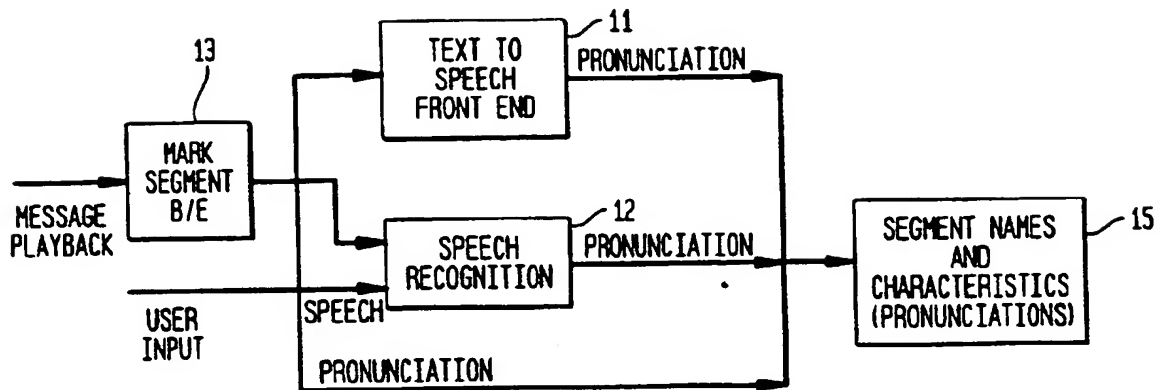 13
MARK
SEGMENT
B/E
MESSAGE
PLAYBACK
11
TEXT TO
SPEECH
FRONT END
PRONUNCIATION
12
SPEECH
RECOGNITION
PRONUNCIATION
USER
INPUT
SPEECH
PRONUNCIATION
15
SEGMENT NAMES
AND
CHARACTERISTICS
(PRONUNCIATIONS)